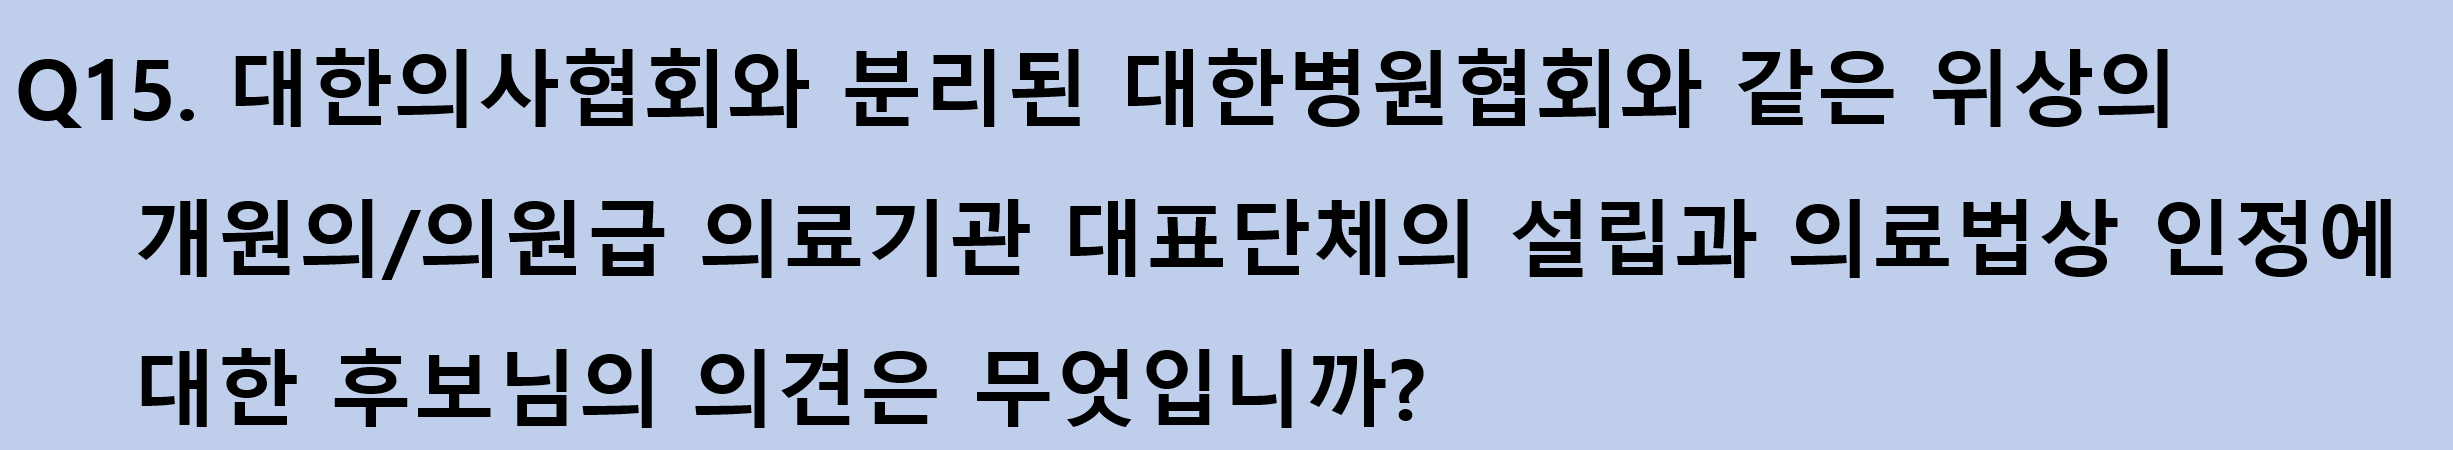 Q15. 대한의사협회와 분리된 대한병원협회와 같은 위상의
개원의/의원급 의료기관 대표단체의 설립과 의료법상 인정에
대한 후보님의 의견은 무엇입니까?